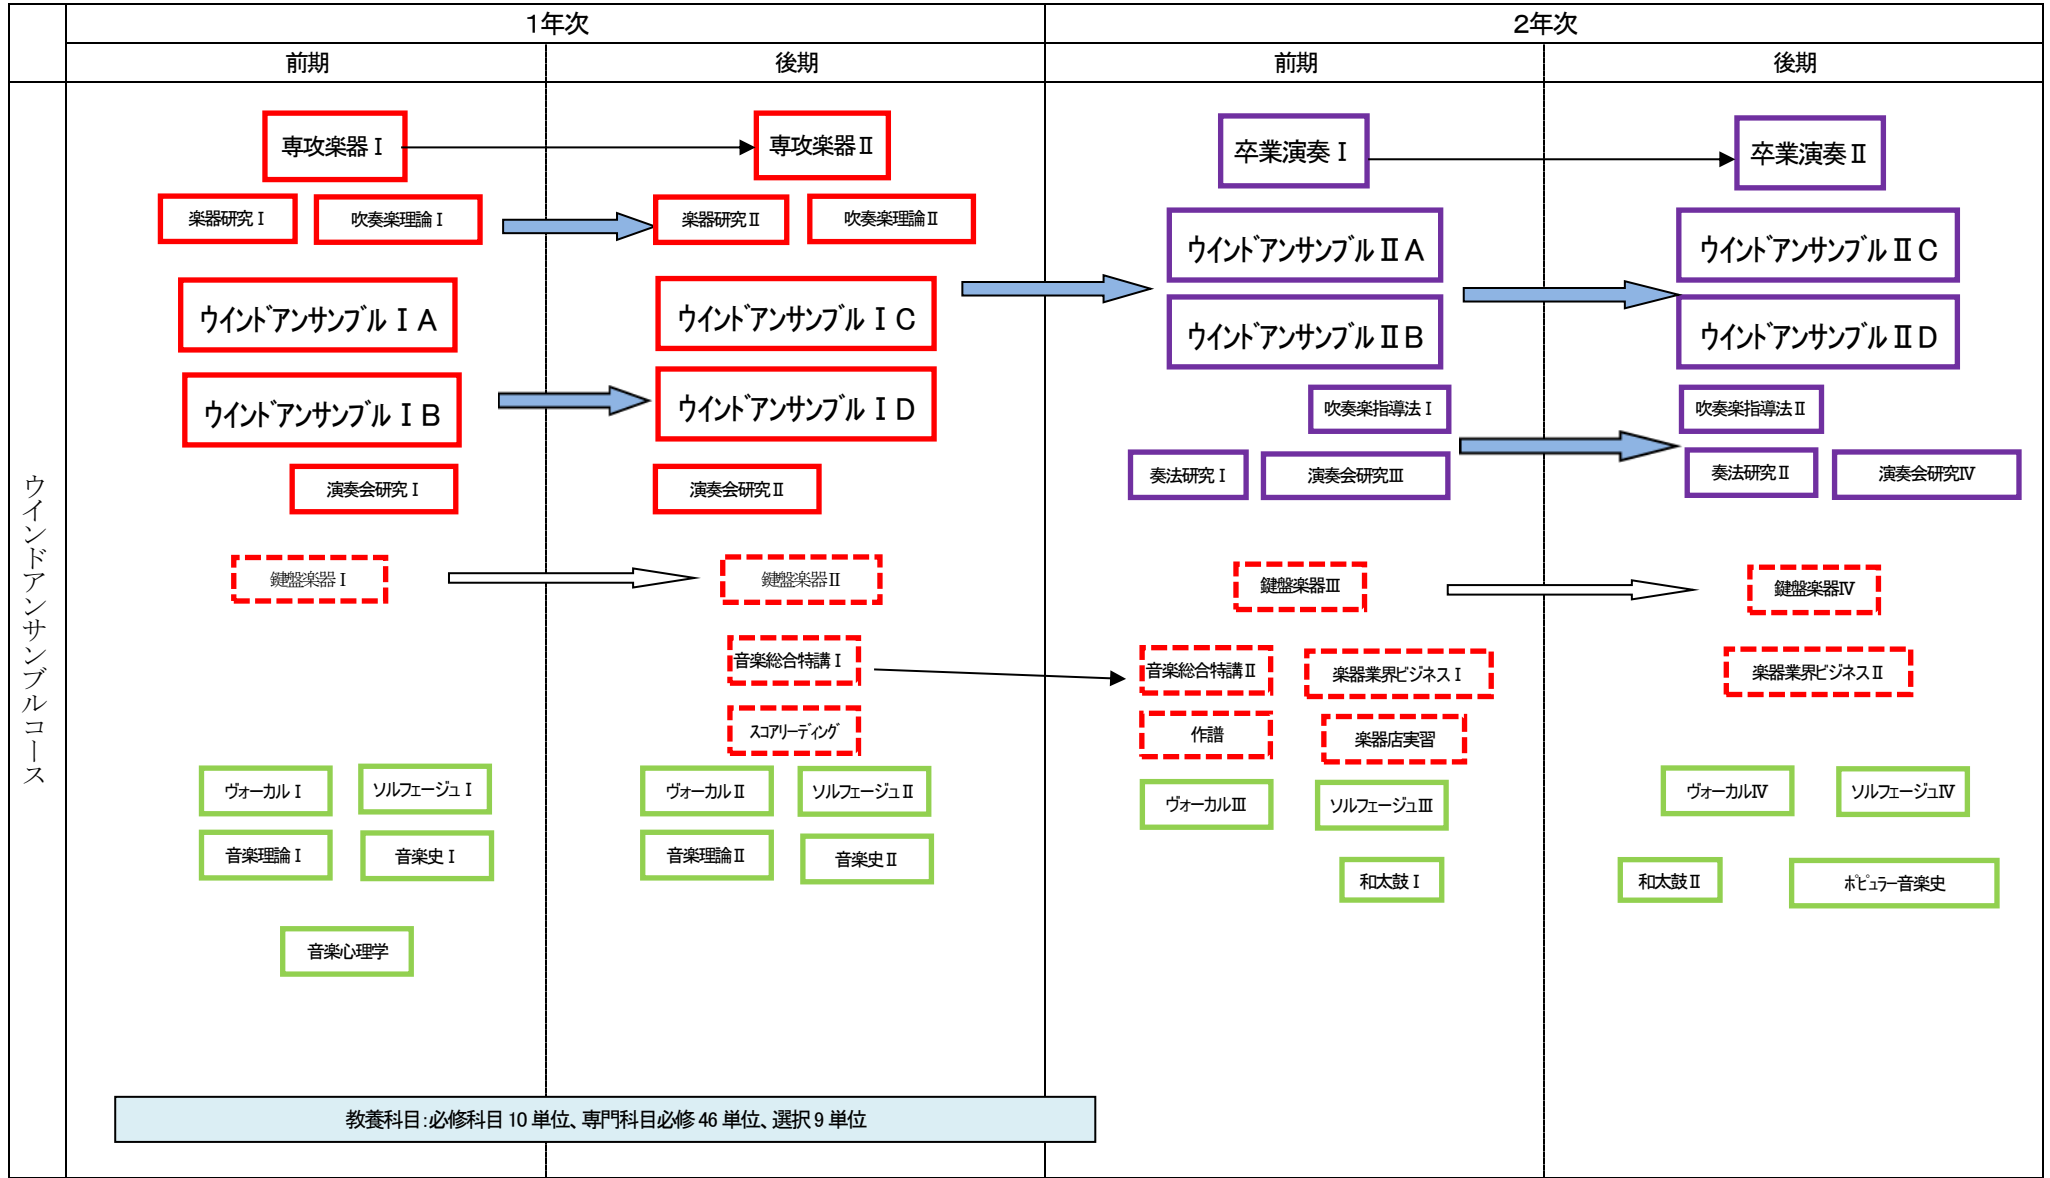 1年次
2年次
前期
後期
前期
後期
ウインドアンサンブルコース
専攻楽器Ⅰ
専攻楽器Ⅱ
卒業演奏Ⅰ
卒業演奏Ⅱ
楽器研究Ⅰ
吹奏楽理論Ⅰ
楽器研究Ⅱ
吹奏楽理論Ⅱ
ウインドアンサンブルⅡA
ウインドアンサンブルⅡC
ウインドアンサンブルⅠA
ウインドアンサンブルⅠC
ウインドアンサンブルⅡB
ウインドアンサンブルⅡD
ウインドアンサンブルⅠB
ウインドアンサンブルⅠD
吹奏楽指導法Ⅰ
吹奏楽指導法Ⅱ
演奏会研究Ⅰ
演奏会研究Ⅱ
奏法研究Ⅰ
演奏会研究Ⅲ
奏法研究Ⅱ
演奏会研究Ⅳ
鍵盤楽器Ⅰ
鍵盤楽器Ⅱ
鍵盤楽器Ⅲ
鍵盤楽器Ⅳ
音楽総合特講Ⅰ
音楽総合特講Ⅱ
楽器業界ビジネスⅠ
楽器業界ビジネスⅡ
スコアリーディング
作譜
楽器店実習
ヴォーカルⅠ
ソルフェージュⅠ
ヴォーカルⅡ
ソルフェージュⅡ
ヴォーカルⅢ
ソルフェージュⅢ
ヴォーカルⅣ
ソルフェージュⅣ
音楽理論Ⅰ
音楽史Ⅰ
音楽理論Ⅱ
音楽史Ⅱ
和太鼓Ⅰ
和太鼓Ⅱ
ポピュラー音楽史
音楽心理学
教養科目:必修科目10単位、専門科目必修46単位、選択9単位